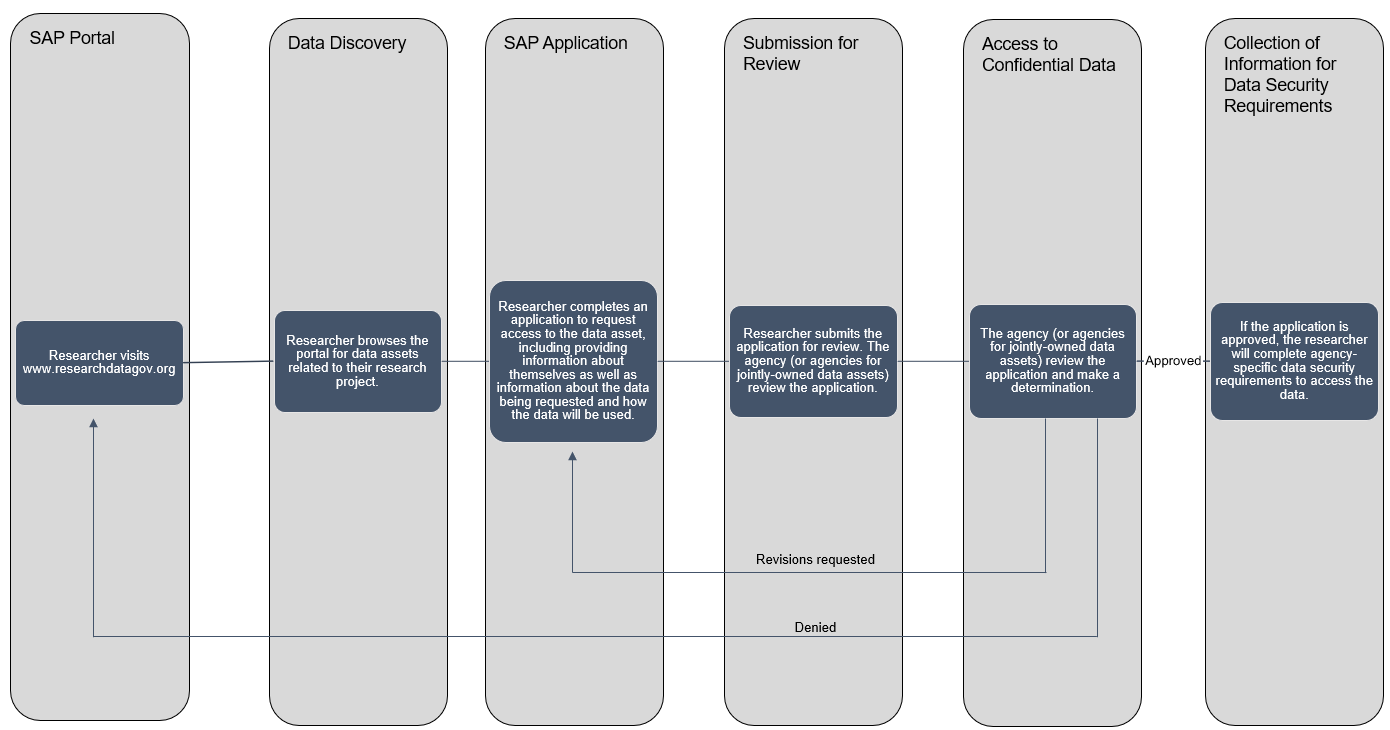 SAP Portal
Data Discovery
SAP Application
Submission for
Review
Access to
Confidential Data
Collection of
Information for
Data Security
Requirements
Researcher visits
www.researchdatagov.org
Researcher browses the
portal for data assets
related to their research
project.
Researcher completes an
application to request
access to the data asset,
including providing
information about
themselves as well as
information about the data
being requested and how
the data will be used.
Researcher submits the
application for review. The
agency (or agencies for
jointly-owned data assets)
review the application.
The agency (or agencies
for jointly-owned data
assets) review the
application and make a
determination.
Approved
If the application is
approved, the researcher
will complete agency-
specific data security
requirements to access the
data.
Revisions requested
Denied